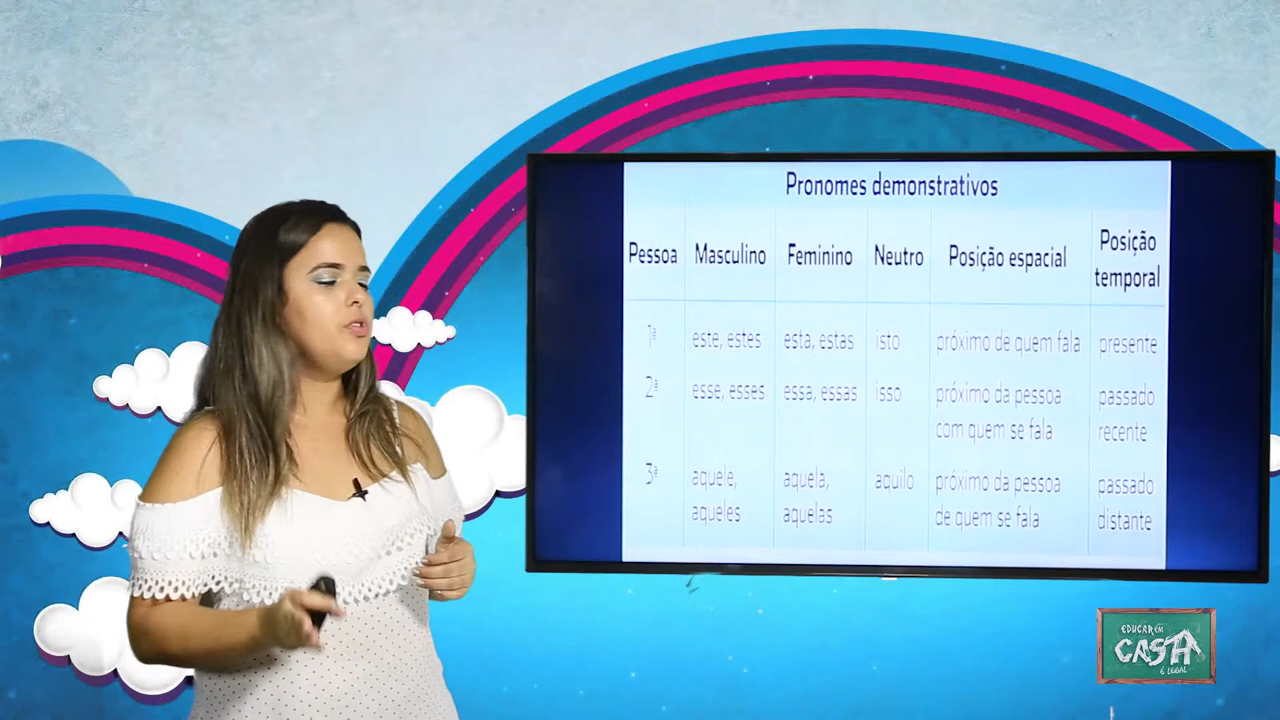 Pronomes demonstrativos
Pessoa Masculino Feminino Neutro Posição espacial Posição temporal
1ª este, estes esta, estas isto próximo de quem fala presente
2ª esse, esses essa, essas isso próximo da pessoa com quem se fala passado recente
3ª aquele, aqueles aquela, aquelas aquilo próximo da pessoa de quem se fala passado distante
EDUCAR EM
CASA
É LEGAL